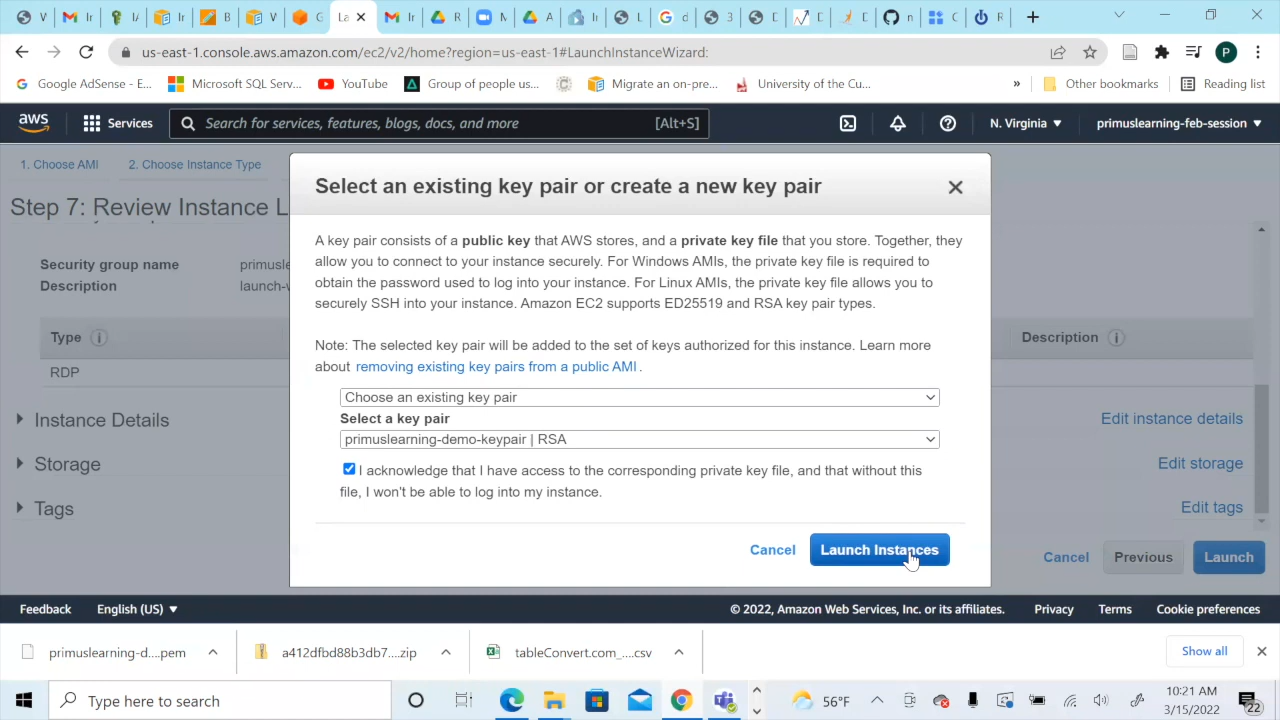 us-east-1.console.aws.amazon.com/ec2/v2/home?region=us-east-1#LaunchInstanceWizard:
P
Google AdSense - E...
Microsoft SQL Serv...
YouTube
Group of people us...
Migrate an on-pre...
University of the Cu...
»
Other bookmarks
Reading list
aws
Services
Search for services, features, blogs, docs, and more
[Alt+S]
N. Virginia
primuslearning-feb-session
1. Choose AMI
2. Choose Instance Type
Step 7: Review Instance L
Security group name
primusle
Description
launch-w
Type
Description
RDP
Instance Details
Edit instance details
Storage
Edit storage
Tags
Edit tags
Cancel
Previous
Launch
Select an existing key pair or create a new key pair
A key pair consists of a public key that AWS stores, and a private key file that you store. Together, they
allow you to connect to your instance securely. For Windows AMIs, the private key file is required to
obtain the password used to log into your instance. For Linux AMIs, the private key file allows you to
securely SSH into your instance. Amazon EC2 supports ED25519 and RSA key pair types.
Note: The selected key pair will be added to the set of keys authorized for this instance. Learn more
about removing existing key pairs from a public AMI .
Choose an existing key pair
Select a key pair
primuslearning-demo-keypair | RSA
I acknowledge that I have access to the corresponding private key file, and that without this
file, I won't be able to log into my instance.
Cancel
Launch Instances
Feedback
English (US)
© 2022, Amazon Web Services, Inc. or its affiliates.
Privacy
Terms
Cookie preferences
primuslearning-d....pem
a412dfbd88b3db7....zip
tableConvert.com_....csv
Show all
Type here to search
56°F
10:21 AM
3/15/2022
22